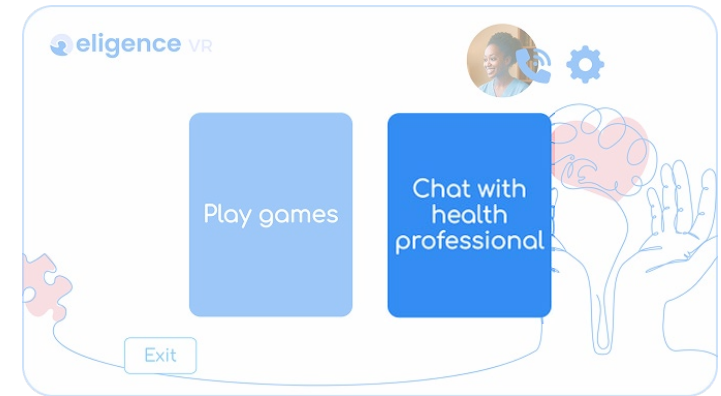 eligence VR
Play games
Chat with
health
professional
Exit